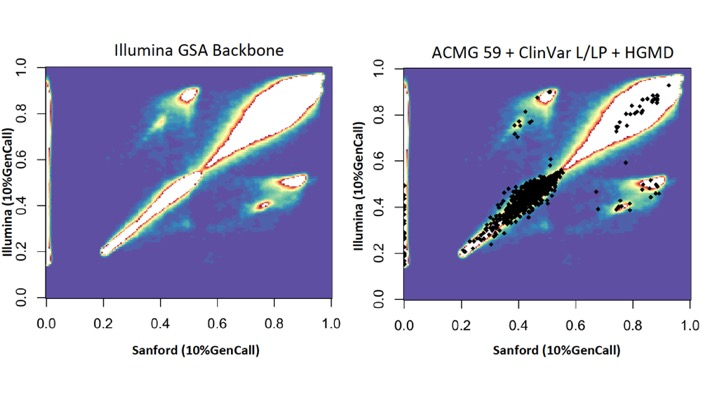 Illumina GSA Backbone
1.0
0.8
0.6
0.4
0.2
0.0
Illumina (10%GenCall)
0.0 0.2 0.4 0.6 0.8 1.0
Sanford (10%GenCall)
ACMG 59 + ClinVar L/LP + HGMD
1.0
0.8
0.6
0.4
0.2
0.0
Illumina (10%GenCall)
0.0 0.2 0.4 0.6 0.8 1.0
Sanford (10%GenCall)